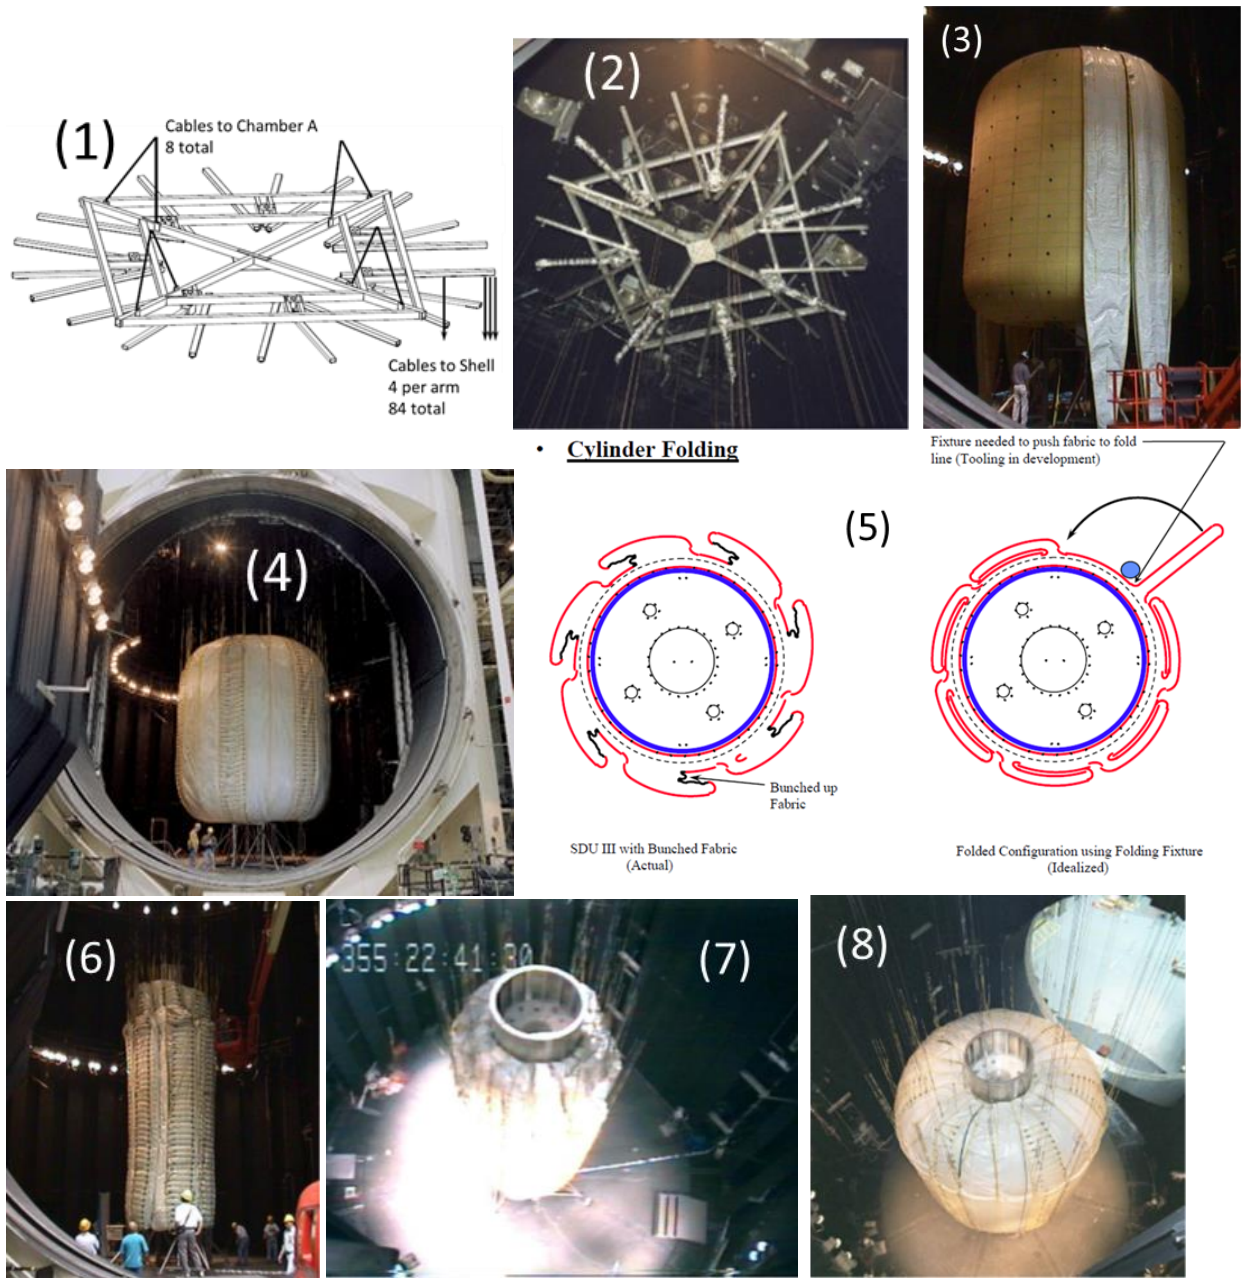 (1)
Cables to Chamber A
8 total
Cables to Shell
4 per arm
84 total
(2)
(3)
• Cylinder Folding
Fixture needed to push fabric to fold
line (Tooling in development)
(4)
(5)
Bunched up
Fabric
SDU III with Bunched Fabric
(Actual)
Folded Configuration using Folding Fixture
(Idealized)
(6)
355:22:41:30
(7)
(8)